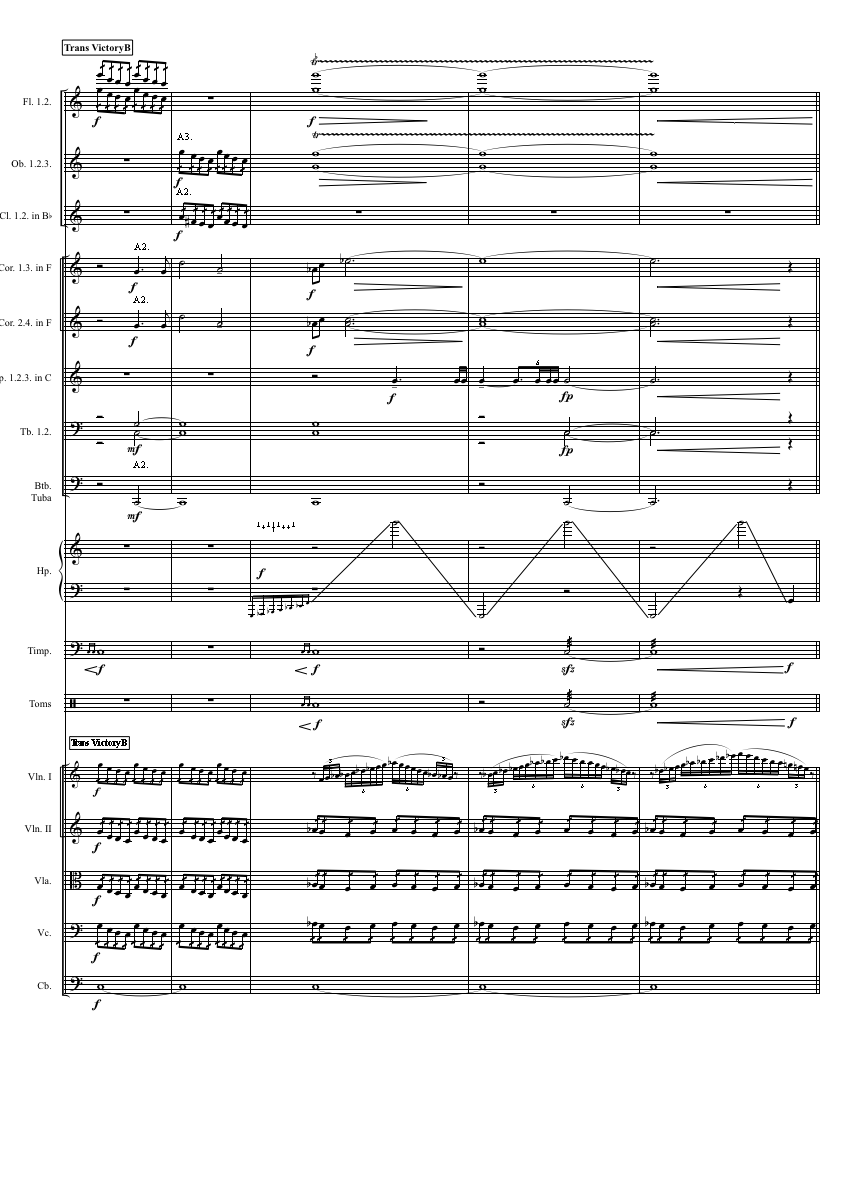 Trans VictoryB
Fl. 1.2.
f
f
A3.
Ob. 1.2.3.
f
A2.
Cl. 1.2. in B♭
f
A2.
Cor. 1.3. in F
f
f
A2.
Cor. 2.4. in F
f
f
6
p. 1.2.3. in C
f
fp
Tb. 1.2.
mf
fp
A2.
Btb.
Tuba
mf
Hp.
f
Timp.
f
f
sfz
f
Toms
f
sfz
f
Trans VictoryB
Vln. I
f
3 6 6 3
3 6 6 3
3 6 6 3
Vln. II
f
Vla.
f
Vc.
f
Cb.
f